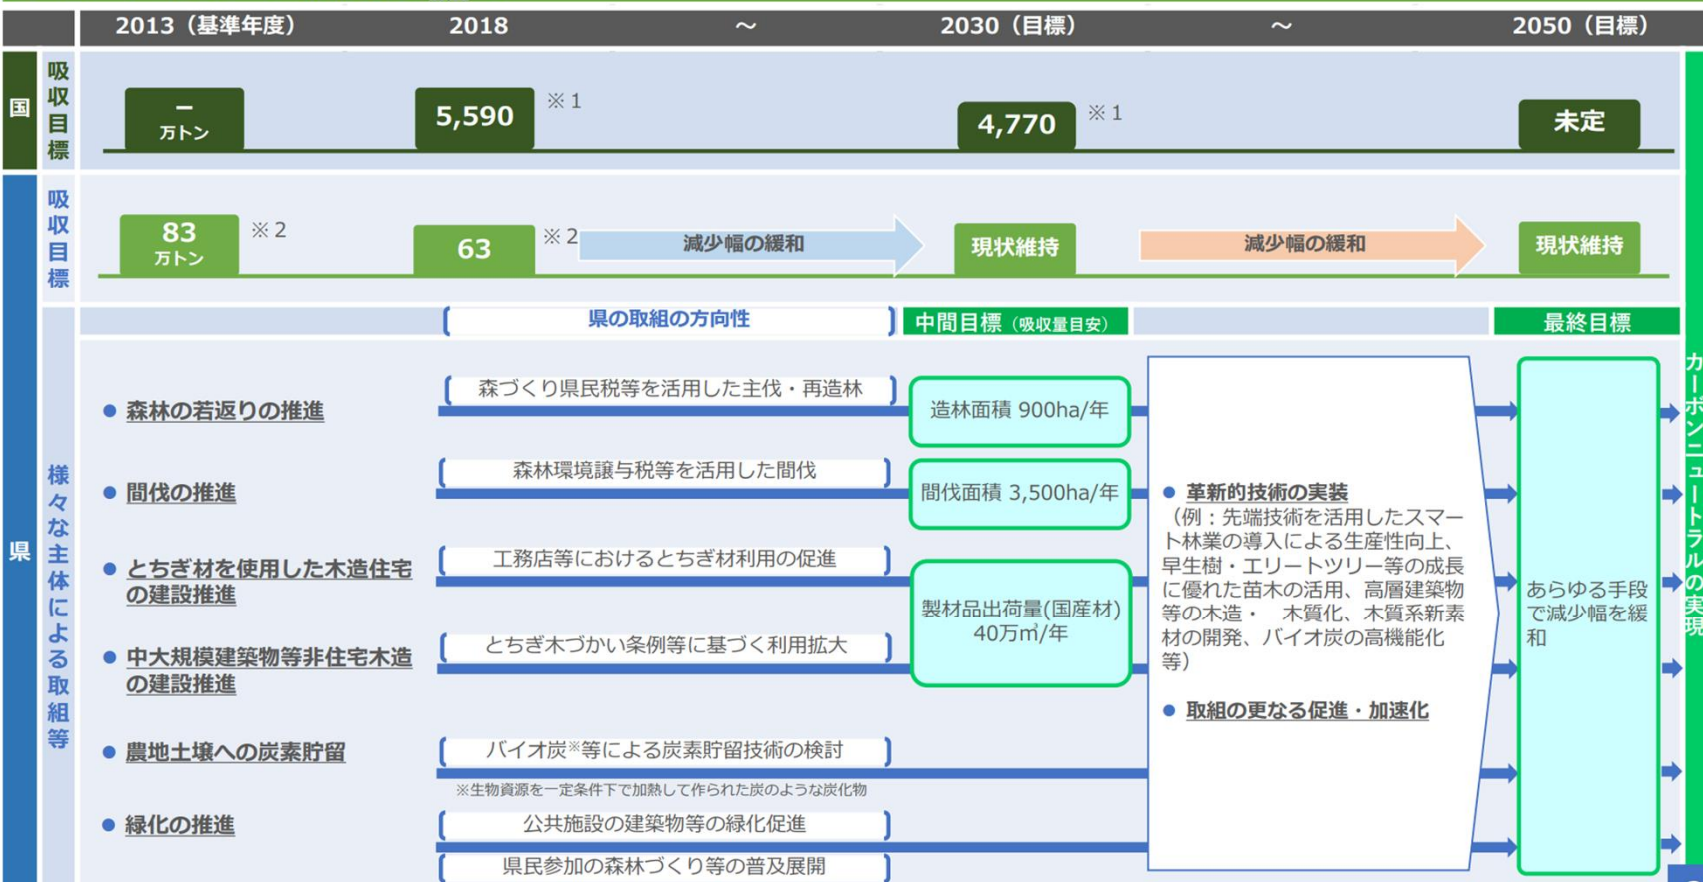 2013（基準年度）
2018
～
2030（目標）
～
2050（目標）
国
吸収目標
－
万トン
5,590
※1
4,770
※1
未定
県
吸収目標
83
万トン
※2
63
※2
減少幅の緩和
現状維持
減少幅の緩和
現状維持
県の取組の方向性
中間目標（吸収量目安）
最終目標
様々な主体による取組等
● 森林の若返りの推進
森づくり県民税等を活用した主伐・再造林
造林面積 900ha/年
● 間伐の推進
森林環境譲与税等を活用した間伐
間伐面積 3,500ha/年
● とちぎ材を使用した木造住宅
の建設推進
工務店等におけるとちぎ材利用の促進
製材品出荷量(国産材)
40万㎥/年
● 中大規模建築物等非住宅木造
の建設推進
とちぎ木づかい条例等に基づく利用拡大
● 農地土壌への炭素貯留
バイオ炭※等による炭素貯留技術の検討
※生物資源を一定条件下で加熱して作られた炭のような炭化物
● 緑化の推進
公共施設の建築物等の緑化促進
県民参加の森林づくり等の普及展開
● 革新的技術の実装
（例：先端技術を活用したスマー
ト林業の導入による生産性向上、
早生樹・エリートツリー等の成長
に優れた苗木の活用、高層建築物
等の木造・　木質化、木質系新素
材の開発、バイオ炭の高機能化
等）
● 取組の更なる促進・加速化
あらゆる手段
で減少幅を緩
和
カーボンニュートラルの実現